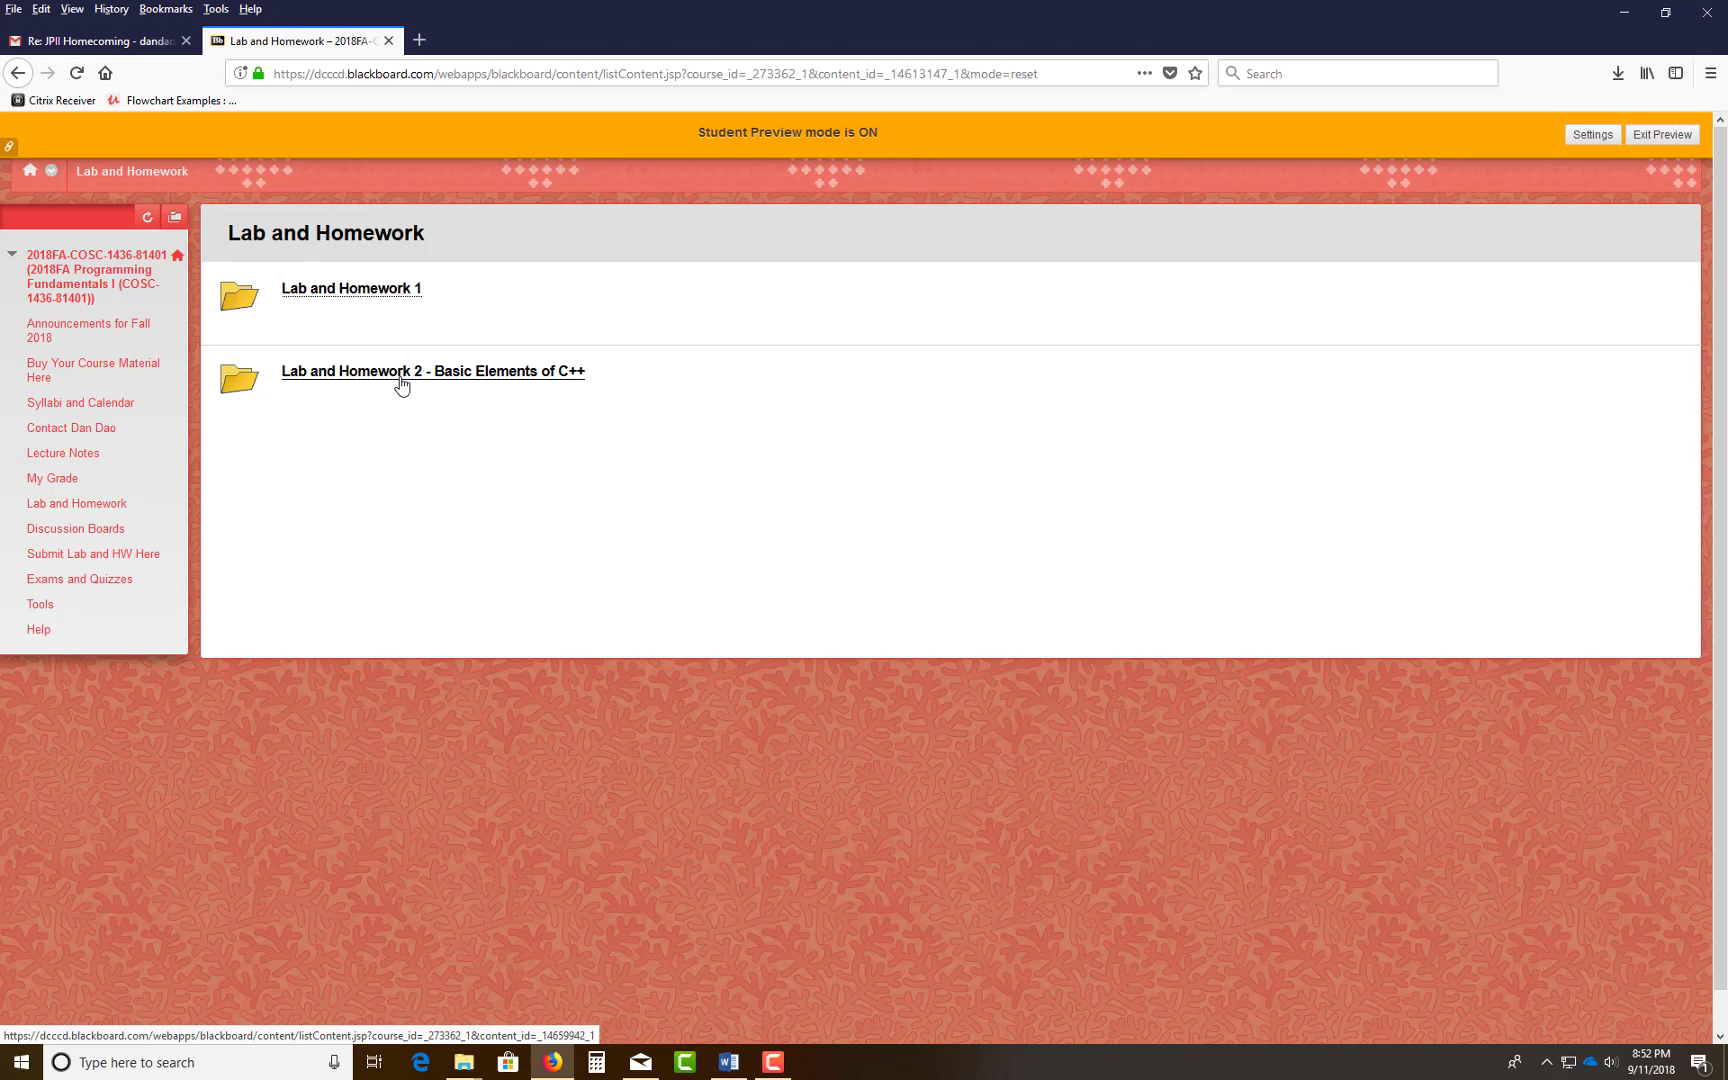 File Edit View History Bookmarks Tools Help
Re: JPII Homecoming - dandao
Bb Lab and Homework – 2018FA-C
https://dcccd.blackboard.com/webapps/blackboard/content/listContent.jsp?course_id=_273362_1&content_id=_14613147_1&mode=reset
Search
Citrix Receiver
Flowchart Examples : ...
Student Preview mode is ON
Settings
Exit Preview
Lab and Homework
2018FA-COSC-1436-81401
(2018FA Programming
Fundamentals I (COSC-
1436-81401))
Announcements for Fall
2018
Buy Your Course Material
Here
Syllabi and Calendar
Contact Dan Dao
Lecture Notes
My Grade
Lab and Homework
Discussion Boards
Submit Lab and HW Here
Exams and Quizzes
Tools
Help
Lab and Homework
Lab and Homework 1
Lab and Homework 2 - Basic Elements of C++
https://dcccd.blackboard.com/webapps/blackboard/content/listContent.jsp?course_id=_273362_1&content_id=_14659942_1
Type here to search
8:52 PM
9/11/2018
1